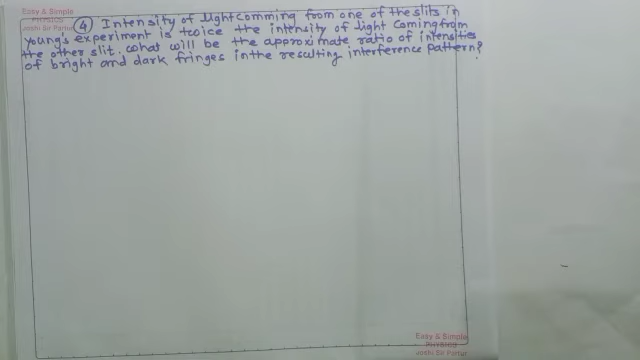 Easy & Simple
PHYSICS
Joshi Sir Partur
(4) Intensity of light comming from one of the slits in
young's experiment is twice the intensity of light coming from
the other slit. What will be the approximate ratio of intensities
of bright and dark fringes in the resulting interference pattern?
Easy & Simple
PHYSICS
Joshi Sir Partur